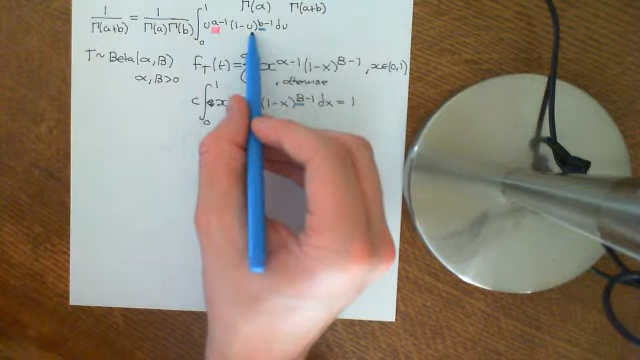 Γ(α) Γ(a+b)
1/Γ(a+b) = 1/Γ(a)Γ(b) ∫₀¹ u^(a-1) (1-u)^(b-1) du
T ~ Beta(α, β) f_T(t) = x^(α-1) (1-x)^(β-1), x∈(0,1)
α, β > 0 , otherwise
c ∫₀¹ (1-x)^(β-1) dx = 1